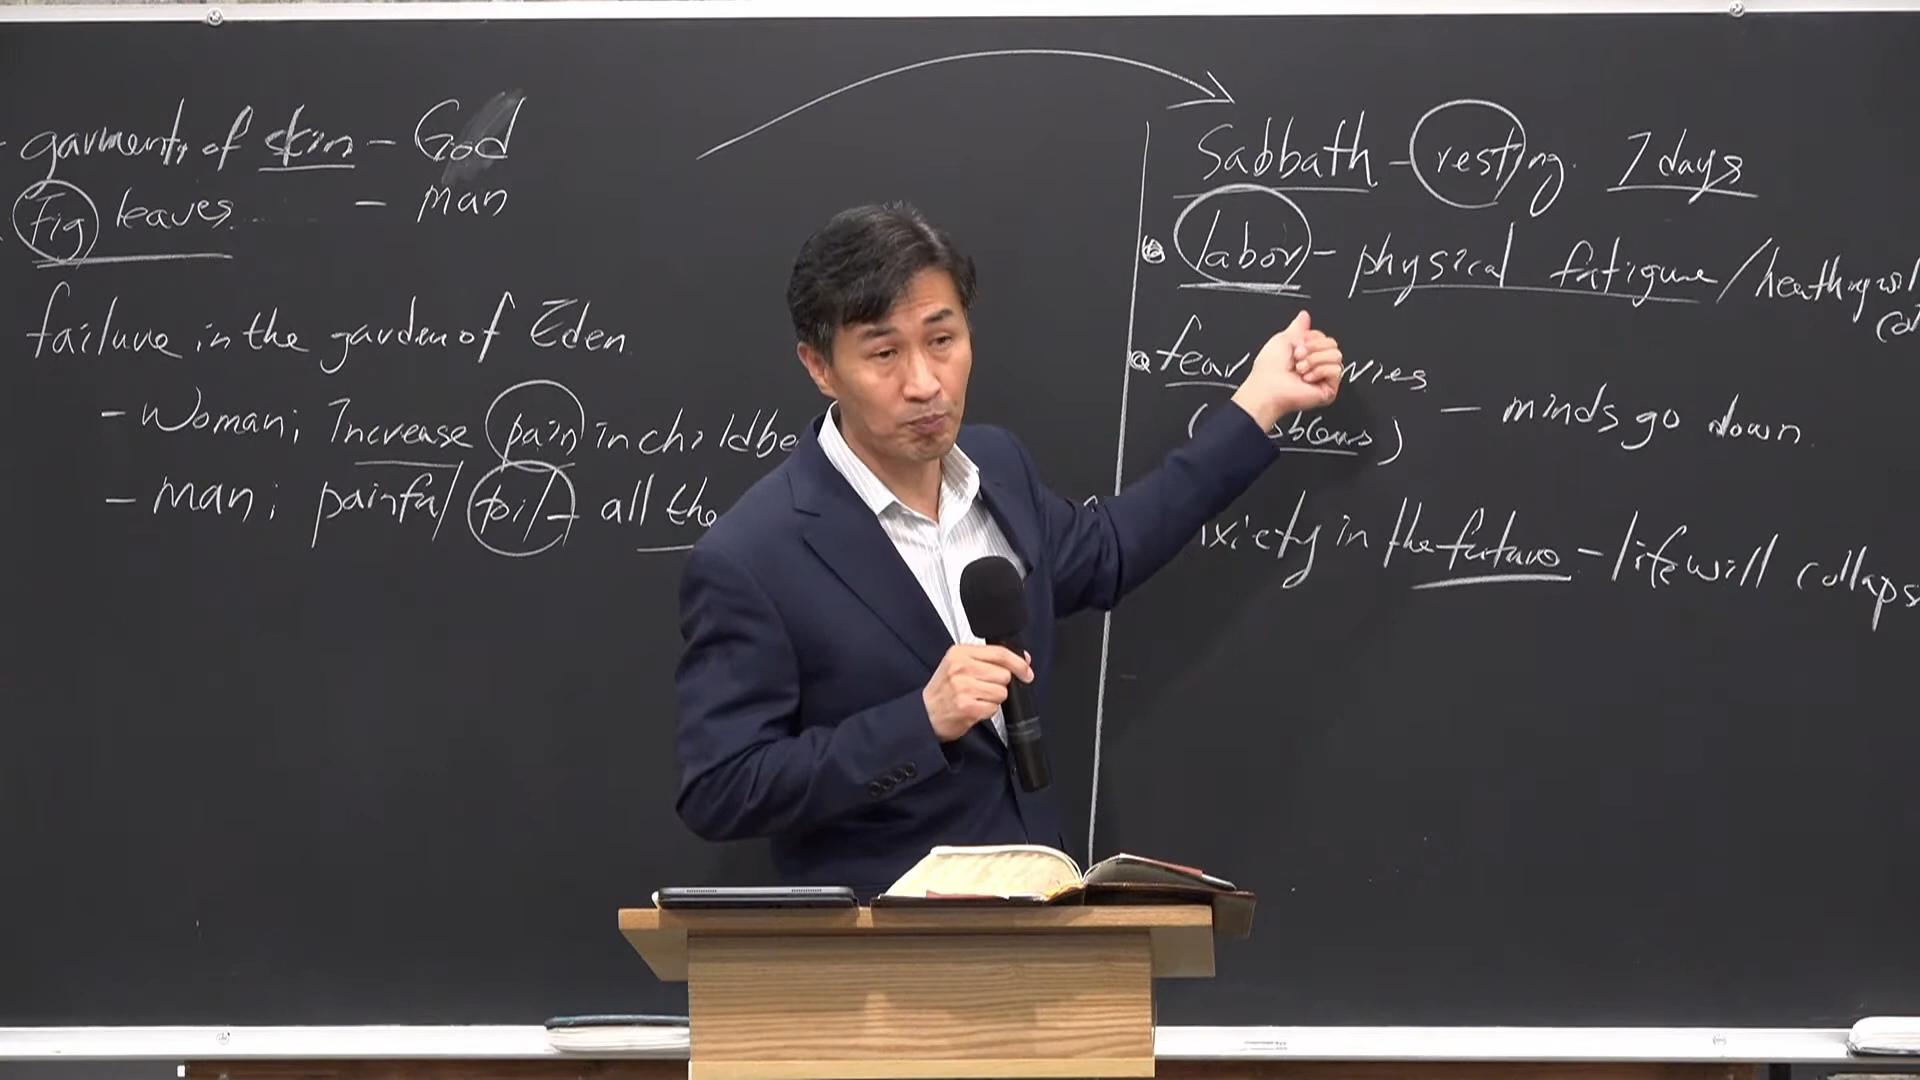 garments of skin - God
fig leaves - man
failure in the garden of Eden
- woman; Increase pain in childbe
- man; painful toil - all the
Sabbath - resting. 7 days
labor - physical fatigune /
fear
- minds go down.
in the future - life will collaps